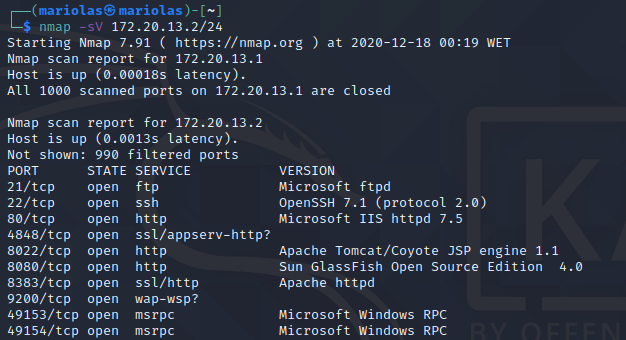 ┌──(mariolas㉿mariolas)-[~]
└─$ nmap -sV 172.20.13.2/24
Starting Nmap 7.91 ( https://nmap.org ) at 2020-12-18 00:19 WET
Nmap scan report for 172.20.13.1
Host is up (0.00018s latency).
All 1000 scanned ports on 172.20.13.1 are closed

Nmap scan report for 172.20.13.2
Host is up (0.0013s latency).
Not shown: 990 filtered ports
PORT      STATE SERVICE            VERSION
21/tcp    open  ftp                Microsoft ftpd
22/tcp    open  ssh                OpenSSH 7.1 (protocol 2.0)
80/tcp    open  http               Microsoft IIS httpd 7.5
4848/tcp  open  ssl/appserv-http?
8022/tcp  open  http               Apache Tomcat/Coyote JSP engine 1.1
8080/tcp  open  http               Sun GlassFish Open Source Edition  4.0
8383/tcp  open  ssl/http           Apache httpd
9200/tcp  open  wap-wsp?
49153/tcp open  msrpc              Microsoft Windows RPC
49154/tcp open  msrpc              Microsoft Windows RPC
KA
BY OFFEN